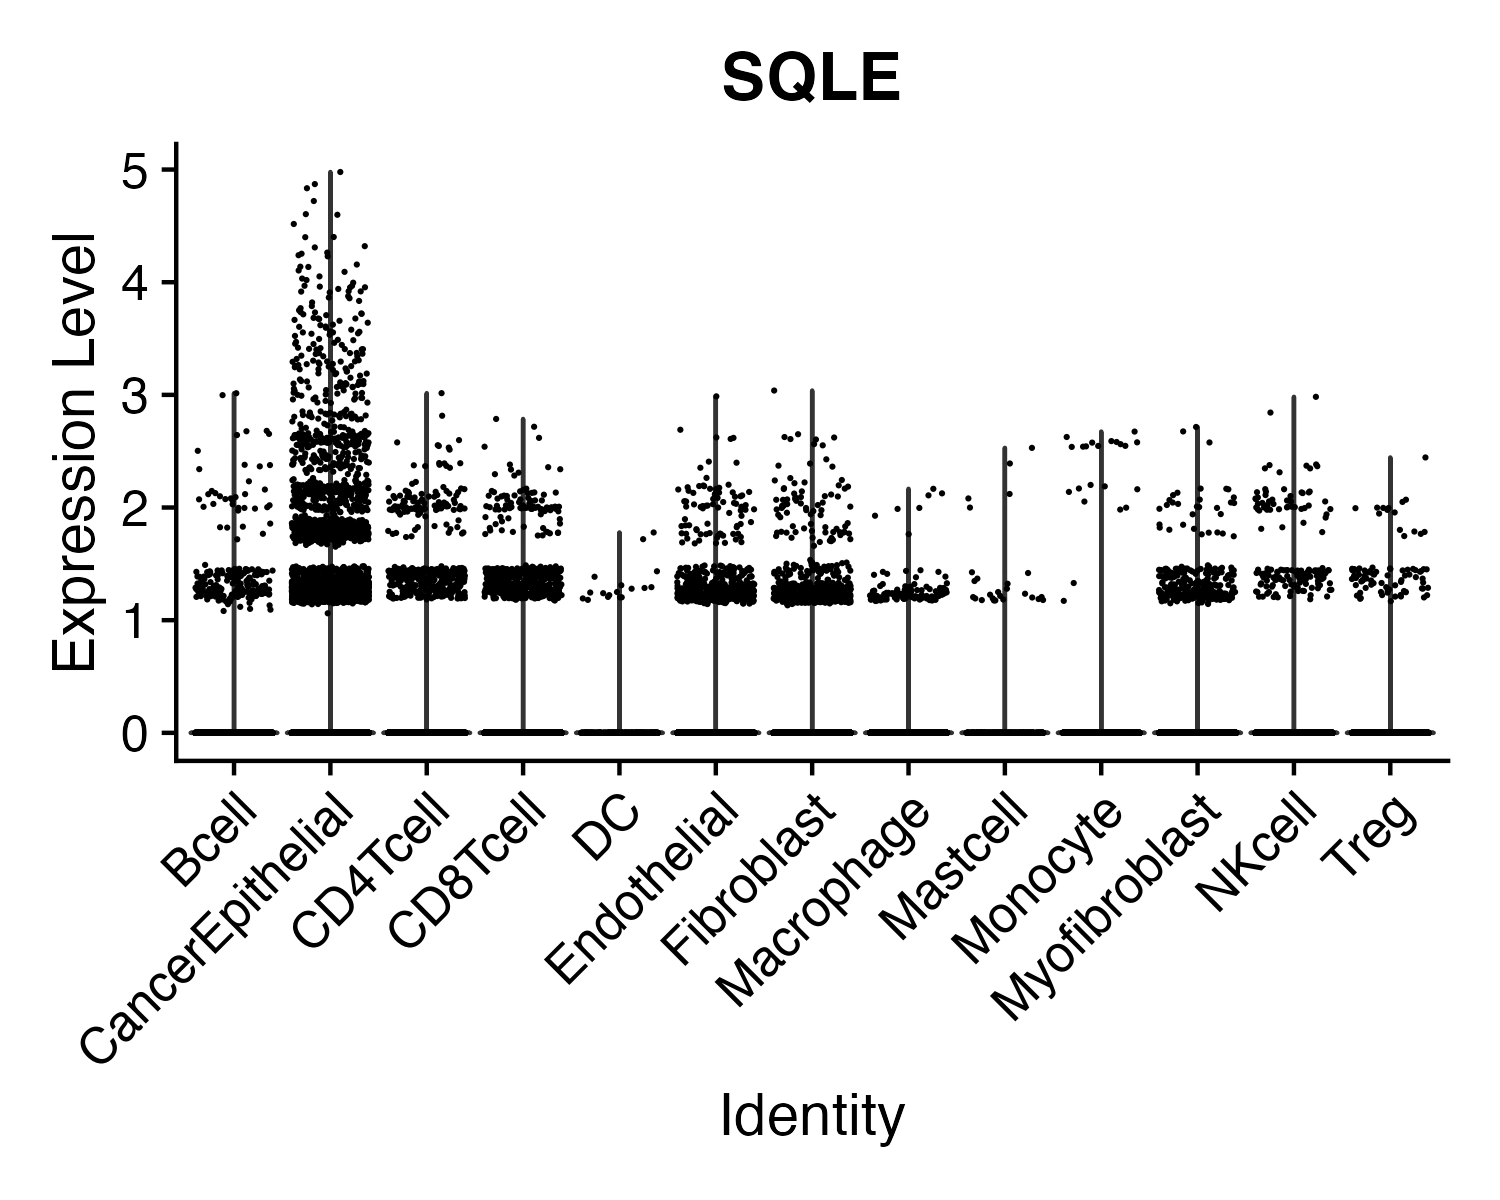 SQLE
Expression Level
5
4
3
2
1
0
Bcell
CancerEpithelial
CD4Tcell
CD8Tcell
DC
Endothelial
Fibroblast
Macrophage
Mastcell
Monocyte
Myofibroblast
NKcell
Treg
Identity